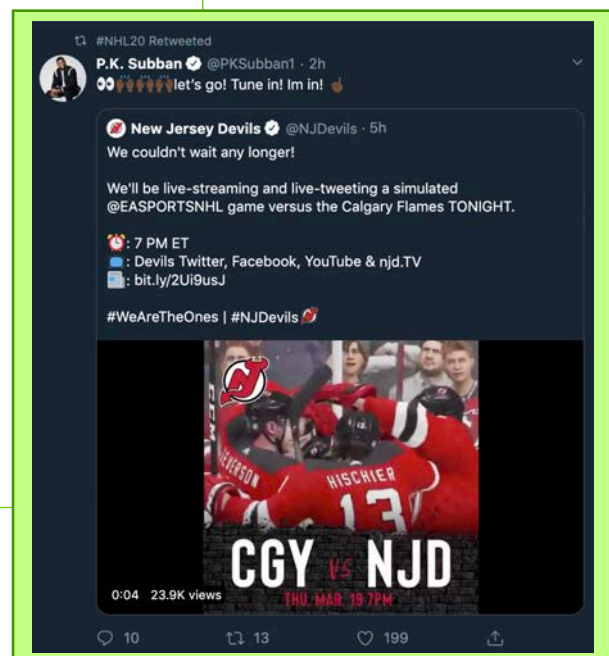 #NHL20 Retweeted
P.K. Subban @PKSubban1 · 2h
👀🙌🏾🙌🏾🙌🏾🙌🏾let's go! Tune in! Im in! ☝🏾
New Jersey Devils @NJDevils · 5h
We couldn't wait any longer!
We'll be live-streaming and live-tweeting a simulated
@EASPORTSNHL game versus the Calgary Flames TONIGHT.
⏰: 7 PM ET
: Devils Twitter, Facebook, YouTube & njd.TV
: bit.ly/2Ui9usJ
#WeAreTheOnes | #NJDevils
HISCHIER
13
CGY VS NJD
THU, MAR 19 7PM
0:04 23.9K views
10 13 199